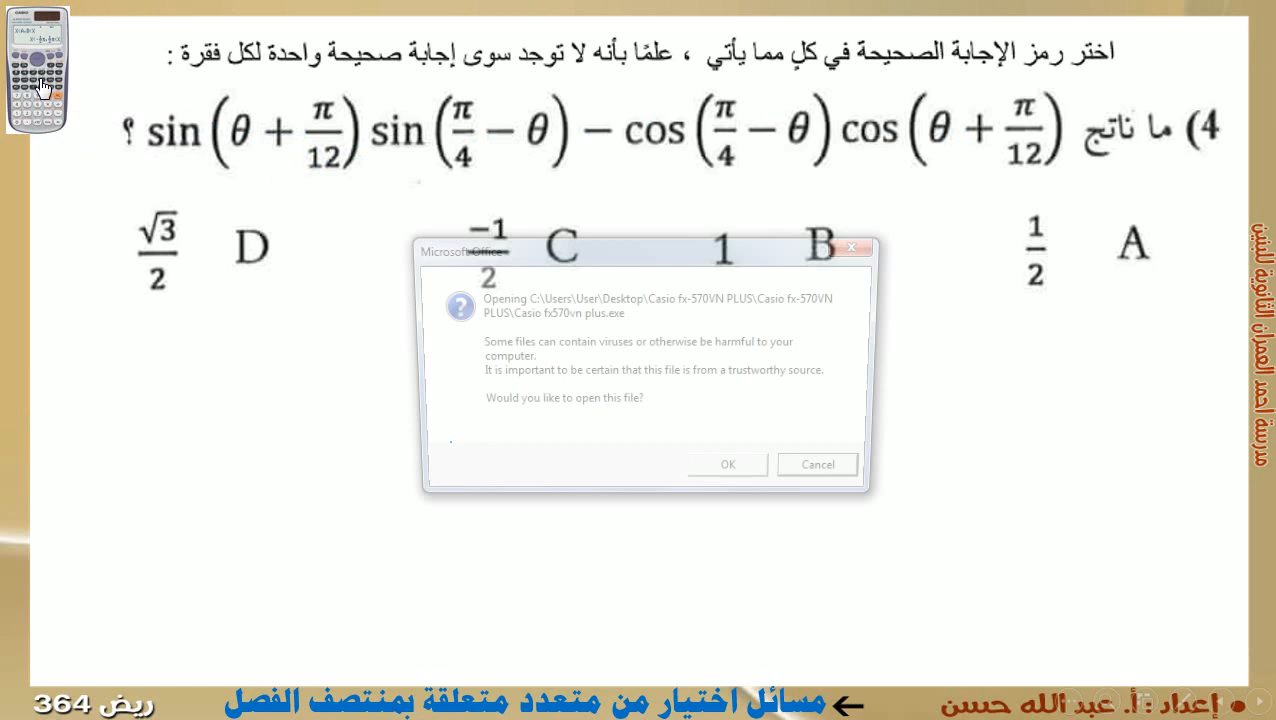 اختر رمز الإجابة الصحيحة في كلٍ مما يأتي ، علمًا بأنه لا توجد سوى إجابة صحيحة واحدة لكل فقرة :
4) ما ناتج sin(θ + π/12) sin(π/4 − θ) − cos(π/4 − θ) cos(θ + π/12) ؟
A 1/2 B 1 C −1/2 D √3/2
Microsoft Office
Opening C:\Users\User\Desktop\Casio fx-570VN PLUS\Casio fx-570VN
PLUS\Casio fx570vn plus.exe
Some files can contain viruses or otherwise be harmful to your
computer.
It is important to be certain that this file is from a trustworthy source.
Would you like to open this file?
OK Cancel
مدرسة احمد العمران الثانوية للبنين
إعداد : أ. عبد الله حسن ← مسائل اختيار من متعدد متعلقة بمنتصف الفصل ريض 364